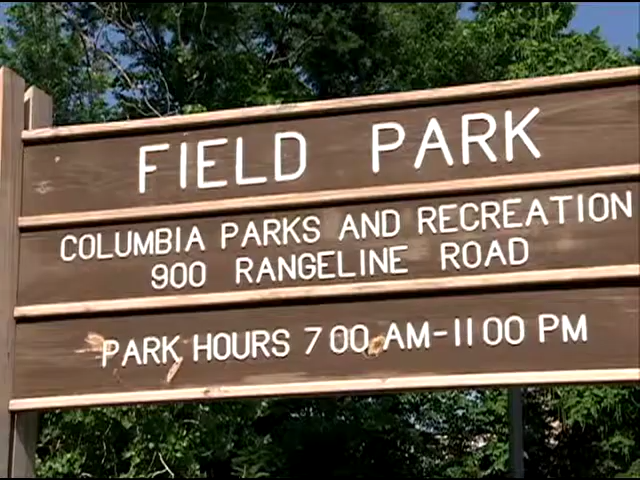 FIELD PARK
COLUMBIA PARKS AND RECREATION
900 RANGELINE ROAD
PARK HOURS 7 00 AM-11 00 PM